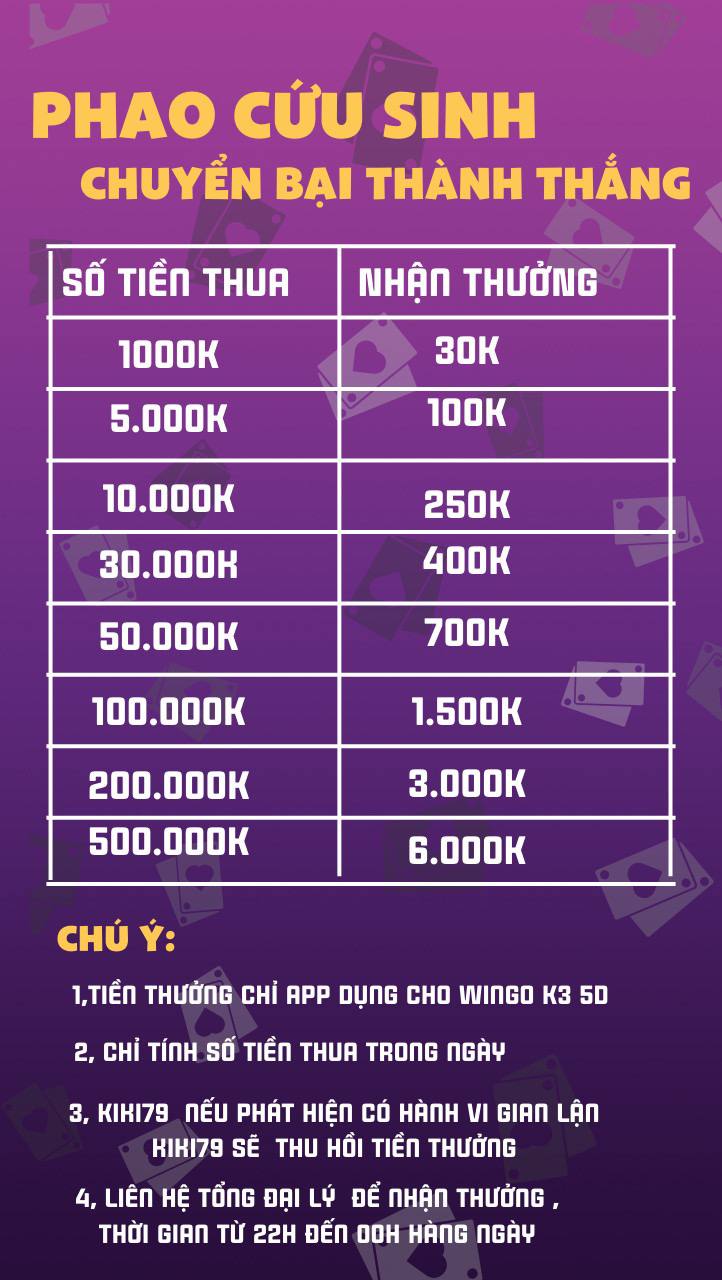 PHAO CỨU SINH
CHUYỂN BẠI THÀNH THẮNG
SỐ TIỀN THUA NHẬN THƯỞNG
1000K 30K
5.000K 100K
10.000K 250K
30.000K 400K
50.000K 700K
100.000K 1.500K
200.000K 3.000K
500.000K 6.000K
CHÚ Ý:
1,TIỀN THƯỞNG CHỈ APP DỤNG CHO WINGO K3 5D
2, CHỈ TÍNH SỐ TIỀN THUA TRONG NGÀY
3, KIKI79 NẾU PHÁT HIỆN CÓ HÀNH VI GIAN LẬN
KIKI79 SẼ THU HỒI TIỀN THƯỞNG
4, LIÊN HỆ TỔNG ĐẠI LÝ ĐỂ NHẬN THƯỞNG ,
THỜI GIAN TỪ 22H ĐẾN 00H HÀNG NGÀY